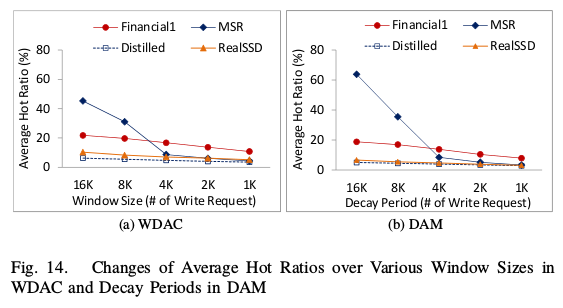 Financial1 MSR
Distilled RealSSD
Average Hot Ratio (%)
80
60
40
20
0
16K 8K 4K 2K 1K
Window Size (# of Write Request)
(a) WDAC
Financial1 MSR
Distilled RealSSD
Average Hot Ratio (%)
80
60
40
20
0
16K 8K 4K 2K 1K
Decay Period (# of Write Request)
(b) DAM
Fig. 14. Changes of Average Hot Ratios over Various Window Sizes in
WDAC and Decay Periods in DAM